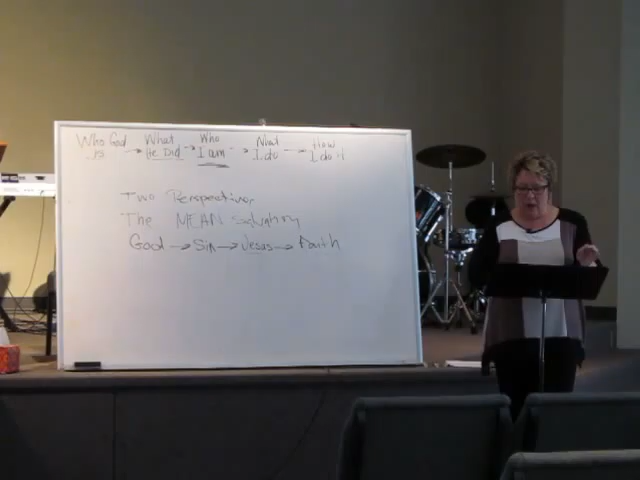 Who God is → What He Did → Who I am → What I do → How I do it
Two Perspectives
The MEAN
God → Sin → Jesus → Faith